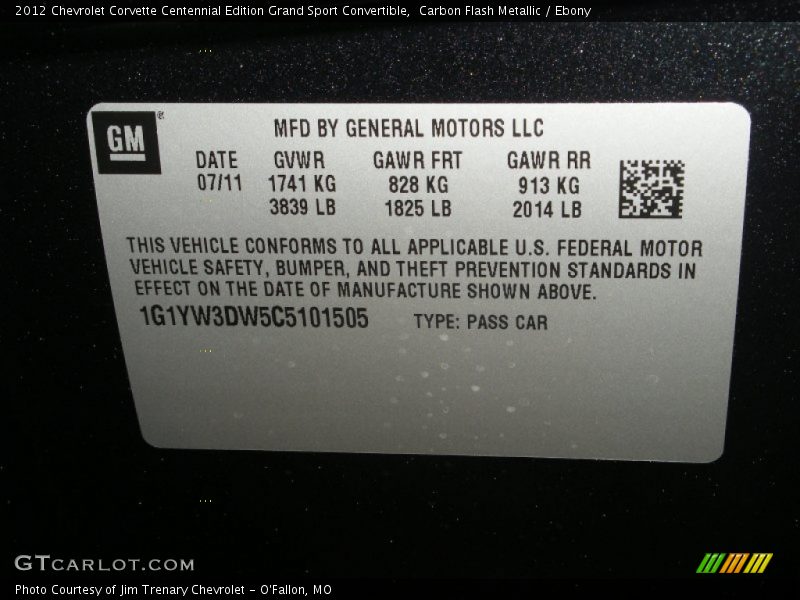 2012 Chevrolet Corvette Centennial Edition Grand Sport Convertible,  Carbon Flash Metallic / Ebony
GM ®
MFD BY GENERAL MOTORS LLC
DATE GVWR GAWR FRT GAWR RR
07/11 1741 KG 828 KG 913 KG
3839 LB 1825 LB 2014 LB
THIS VEHICLE CONFORMS TO ALL APPLICABLE U.S. FEDERAL MOTOR
VEHICLE SAFETY, BUMPER, AND THEFT PREVENTION STANDARDS IN
EFFECT ON THE DATE OF MANUFACTURE SHOWN ABOVE.
1G1YW3DW5C5101505 TYPE: PASS CAR
GTCARLOT.COM
Photo Courtesy of Jim Trenary Chevrolet - O'Fallon, MO